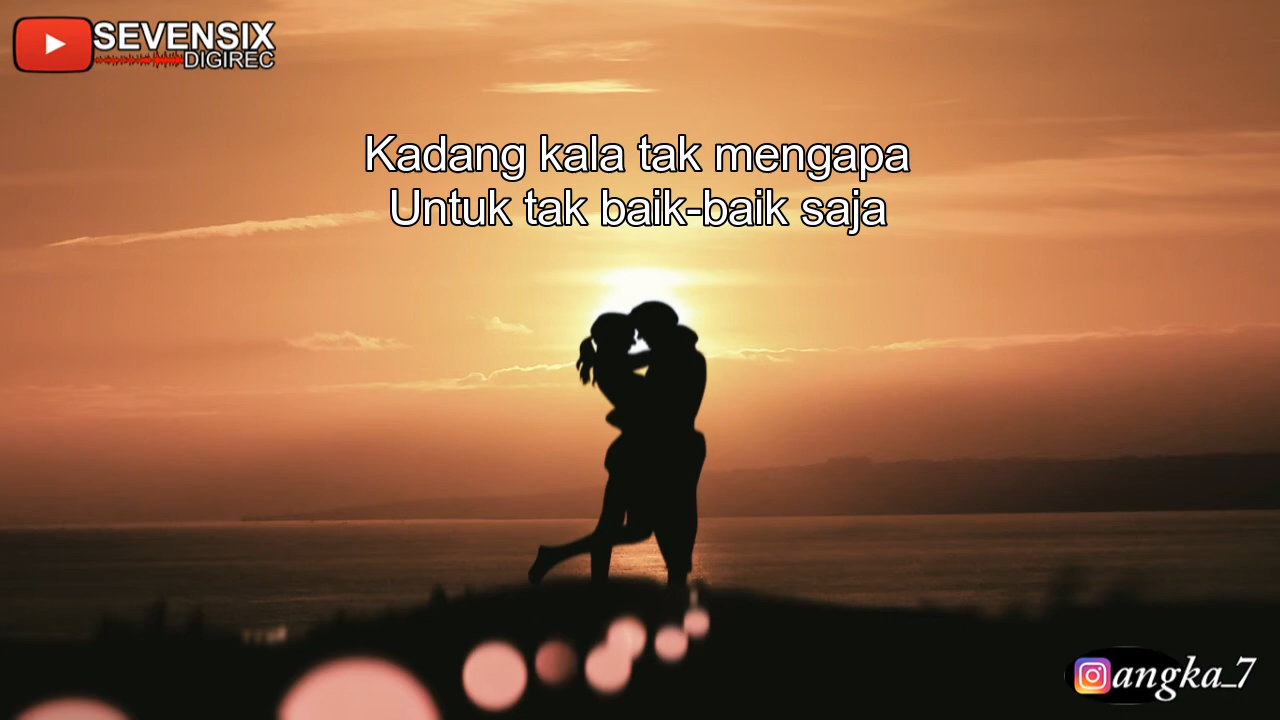 SEVENSIX
DIGIREC
Kadang kala tak mengapa
Untuk tak baik-baik saja
angka_7